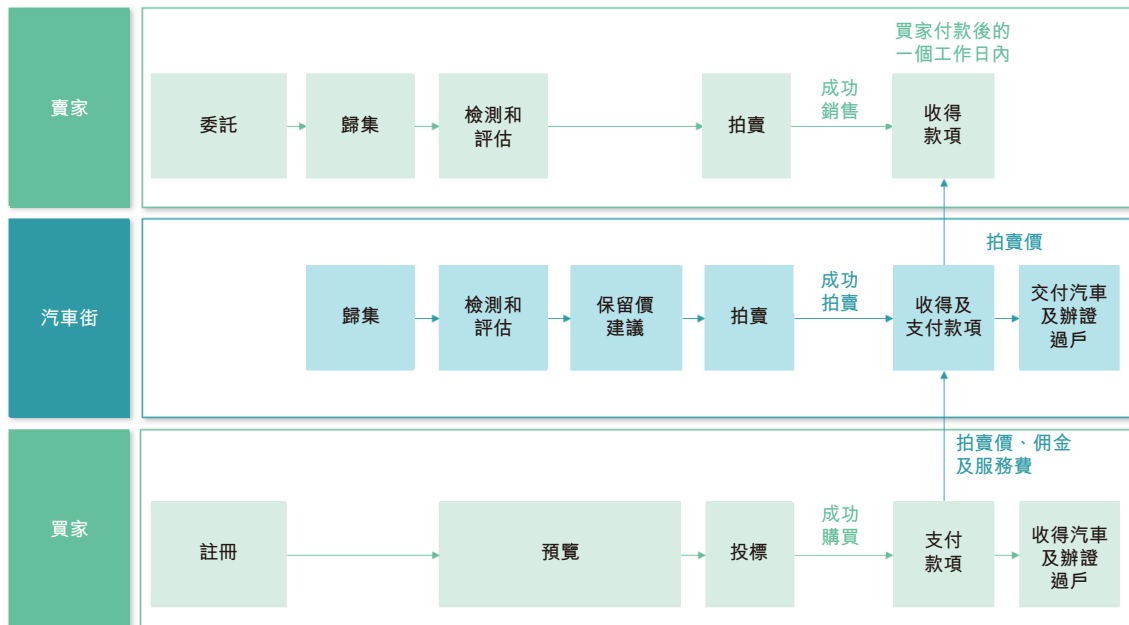 賣家
買家付款後的
一個工作日內
委託
歸集
檢測和
評估
拍賣
成功
銷售
收得
款項
汽車街
拍賣價
歸集
檢測和
評估
保留價
建議
拍賣
成功
拍賣
收得及
支付款項
交付汽車
及辦證
過戶
拍賣價、佣金
及服務費
買家
註冊
預覽
投標
成功
購買
支付
款項
收得汽車
及辦證
過戶